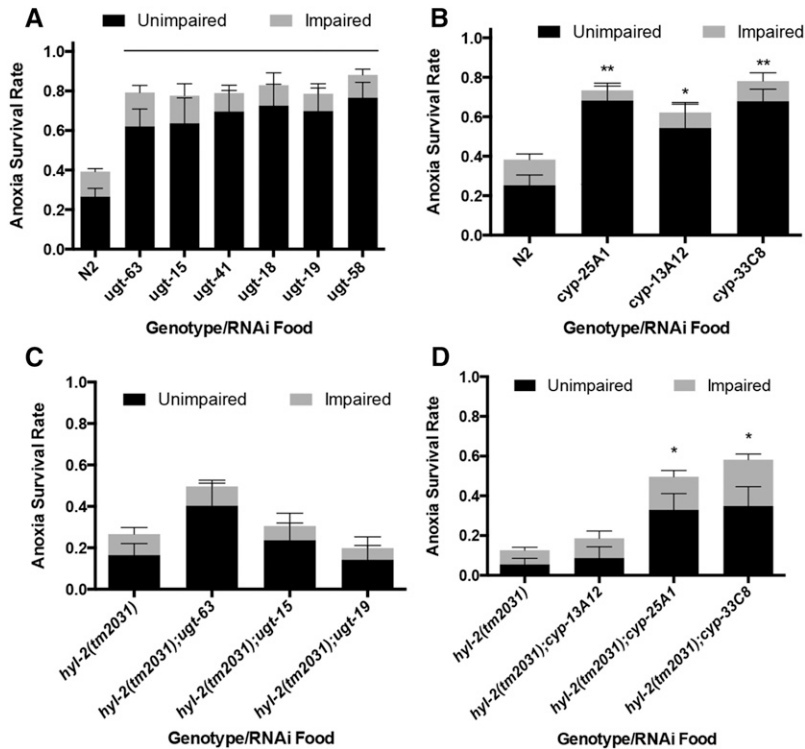 A
Unimpaired Impaired
Anoxia Survival Rate
1.0
0.8
0.6
0.4
0.2
0.0
N2
ugt-63
ugt-15
ugt-41
ugt-18
ugt-19
ugt-58
Genotype/RNAi Food
B
Unimpaired Impaired
Anoxia Survival Rate
1.0
0.8
0.6
0.4
0.2
0.0
**
*
**
N2
cyp-25A1
cyp-13A12
cyp-33C8
Genotype/RNAi Food
C
Unimpaired Impaired
Anoxia Survival Rate
1.0
0.8
0.6
0.4
0.2
0.0
hyl-2(tm2031)
hyl-2(tm2031);ugt-63
hyl-2(tm2031);ugt-15
hyl-2(tm2031);ugt-19
Genotype/RNAi Food
D
Unimpaired Impaired
Anoxia Survival Rate
1.0
0.8
0.6
0.4
0.2
0.0
*
*
hyl-2(tm2031)
hyl-2(tm2031);cyp-13A12
hyl-2(tm2031);cyp-25A1
hyl-2(tm2031);cyp-33C8
Genotype/RNAi Food